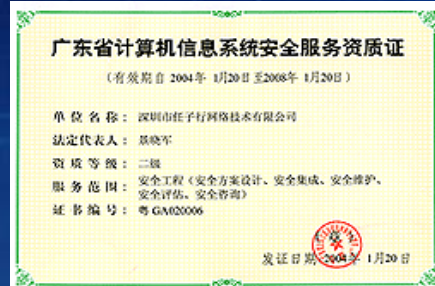 广东省计算机信息系统安全服务资质证
(有效期自 2004年 1月20日至2008年 1月20日)
单位名称: 深圳市任子行网络技术有限公司
法定代表人: 景晓军
资质等级: 二级
服务范围: 安全工程(安全方案设计、安全集成、安全维护、
安全评估、安全咨询)
证书编号: 粤GA020006
发证日期 2004年 1月20日